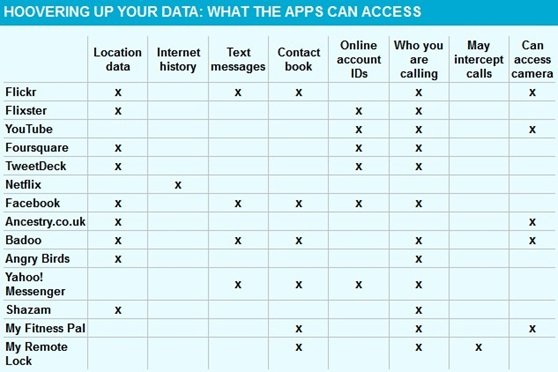 HOOVERING UP YOUR DATA: WHAT THE APPS CAN ACCESS
Location data Internet history Text messages Contact book Online account IDs Who you are calling May intercept calls Can access camera
Flickr x x x x x
Flixster x x x
YouTube x x x
Foursquare x x x
TweetDeck x x x
Netflix x
Facebook x x x x x
Ancestry.co.uk x x
Badoo x x x x x
Angry Birds x x
Yahoo! Messenger x x x x
Shazam x x
My Fitness Pal x x x
My Remote Lock x x x